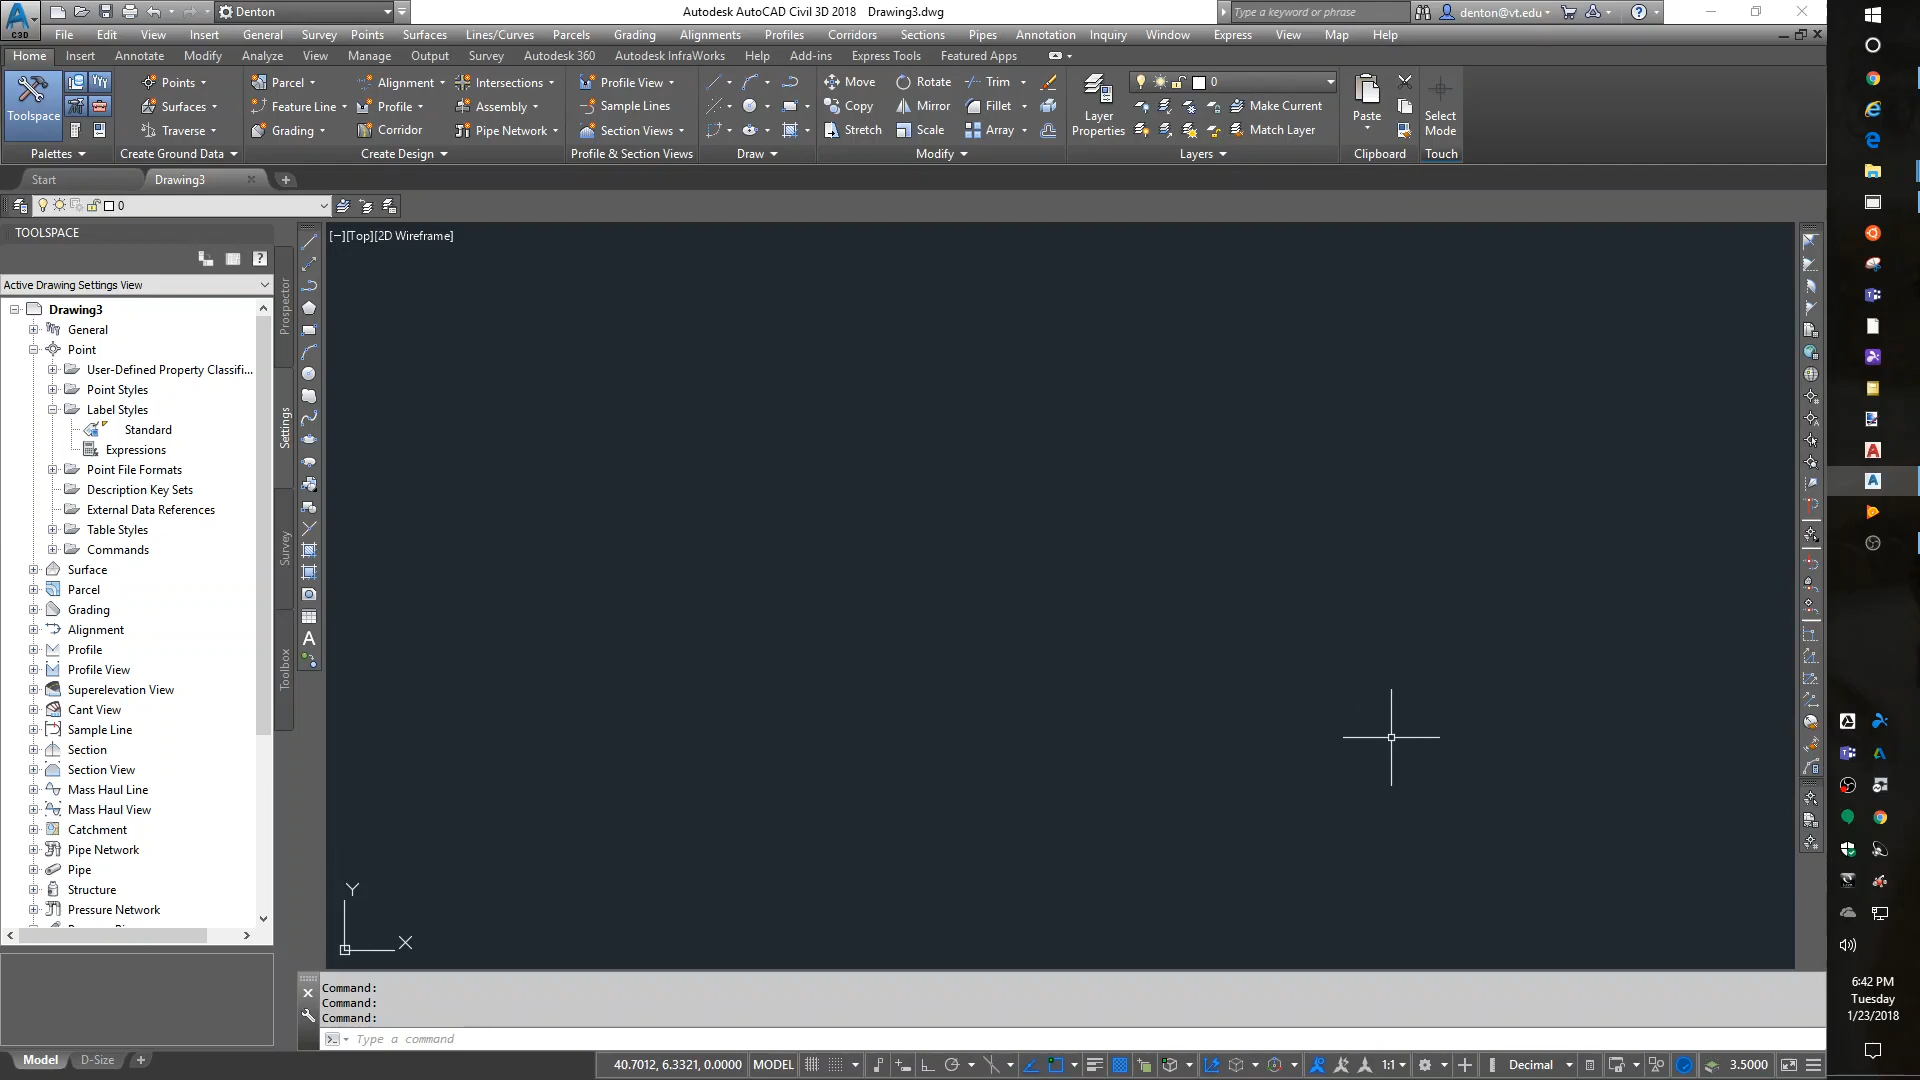 Denton
Autodesk AutoCAD Civil 3D 2018 Drawing3.dwg
Type a keyword or phrase
denton@vt.edu
C3D
File Edit View Insert General Survey Points Surfaces Lines/Curves Parcels Grading Alignments Profiles Corridors Sections Pipes Annotation Inquiry Window Express View Map Help
Home Insert Annotate Modify Analyze View Manage Output Survey Autodesk 360 Autodesk InfraWorks Help Add-ins Express Tools Featured Apps
Toolspace
Points
Surfaces
Traverse
Parcel
Feature Line
Grading
Alignment
Profile
Corridor
Intersections
Assembly
Pipe Network
Profile View
Sample Lines
Section Views
Move
Copy
Stretch
Rotate
Mirror
Scale
Trim
Fillet
Array
Layer
Properties
0
Make Current
Match Layer
Paste
Select
Mode
Palettes Create Ground Data Create Design Profile & Section Views Draw Modify Layers Clipboard Touch
Start Drawing3
0
TOOLSPACE
Active Drawing Settings View
Drawing3
General
Point
User-Defined Property Classifi...
Point Styles
Label Styles
Standard
Expressions
Point File Formats
Description Key Sets
External Data References
Table Styles
Commands
Surface
Parcel
Grading
Alignment
Profile
Profile View
Superelevation View
Cant View
Sample Line
Section
Section View
Mass Haul Line
Mass Haul View
Catchment
Pipe Network
Pipe
Structure
Pressure Network
Prospector
Settings
Survey
Toolbox
[−][Top][2D Wireframe]
Y
X
Command:
Command:
Command:
Type a command
Model D-Size
40.7012, 6.3321, 0.0000 MODEL 1:1 Decimal 3.5000
6:42 PM
Tuesday
1/23/2018